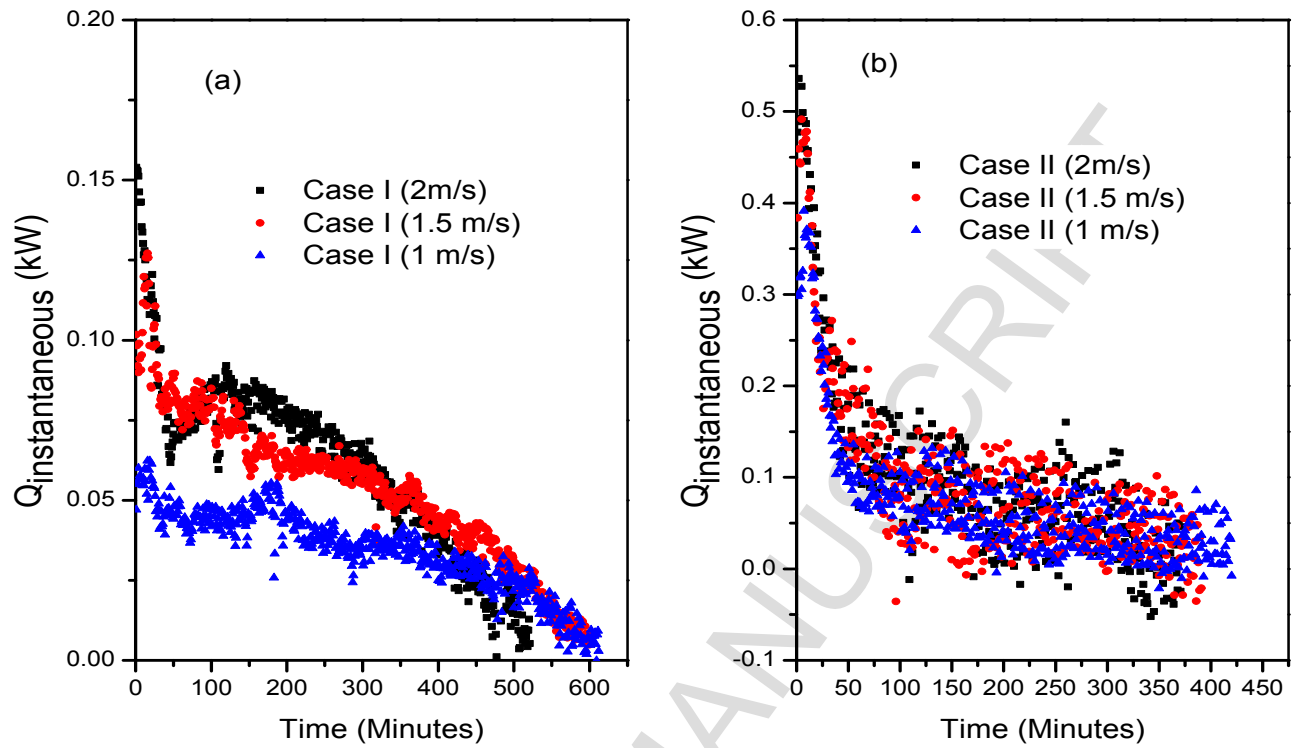 (a)
Q instantaneous (kW)
0.20
0.15
0.10
0.05
0.00
Case I (2m/s)
Case I (1.5 m/s)
Case I (1 m/s)
0 100 200 300 400 500 600
Time (Minutes)
(b)
Q instantaneous (kW)
0.6
0.5
0.4
0.3
0.2
0.1
0.0
-0.1
Case II (2m/s)
Case II (1.5 m/s)
Case II (1 m/s)
0 50 100 150 200 250 300 350 400 450
Time (Minutes)
MANUSCRIPT